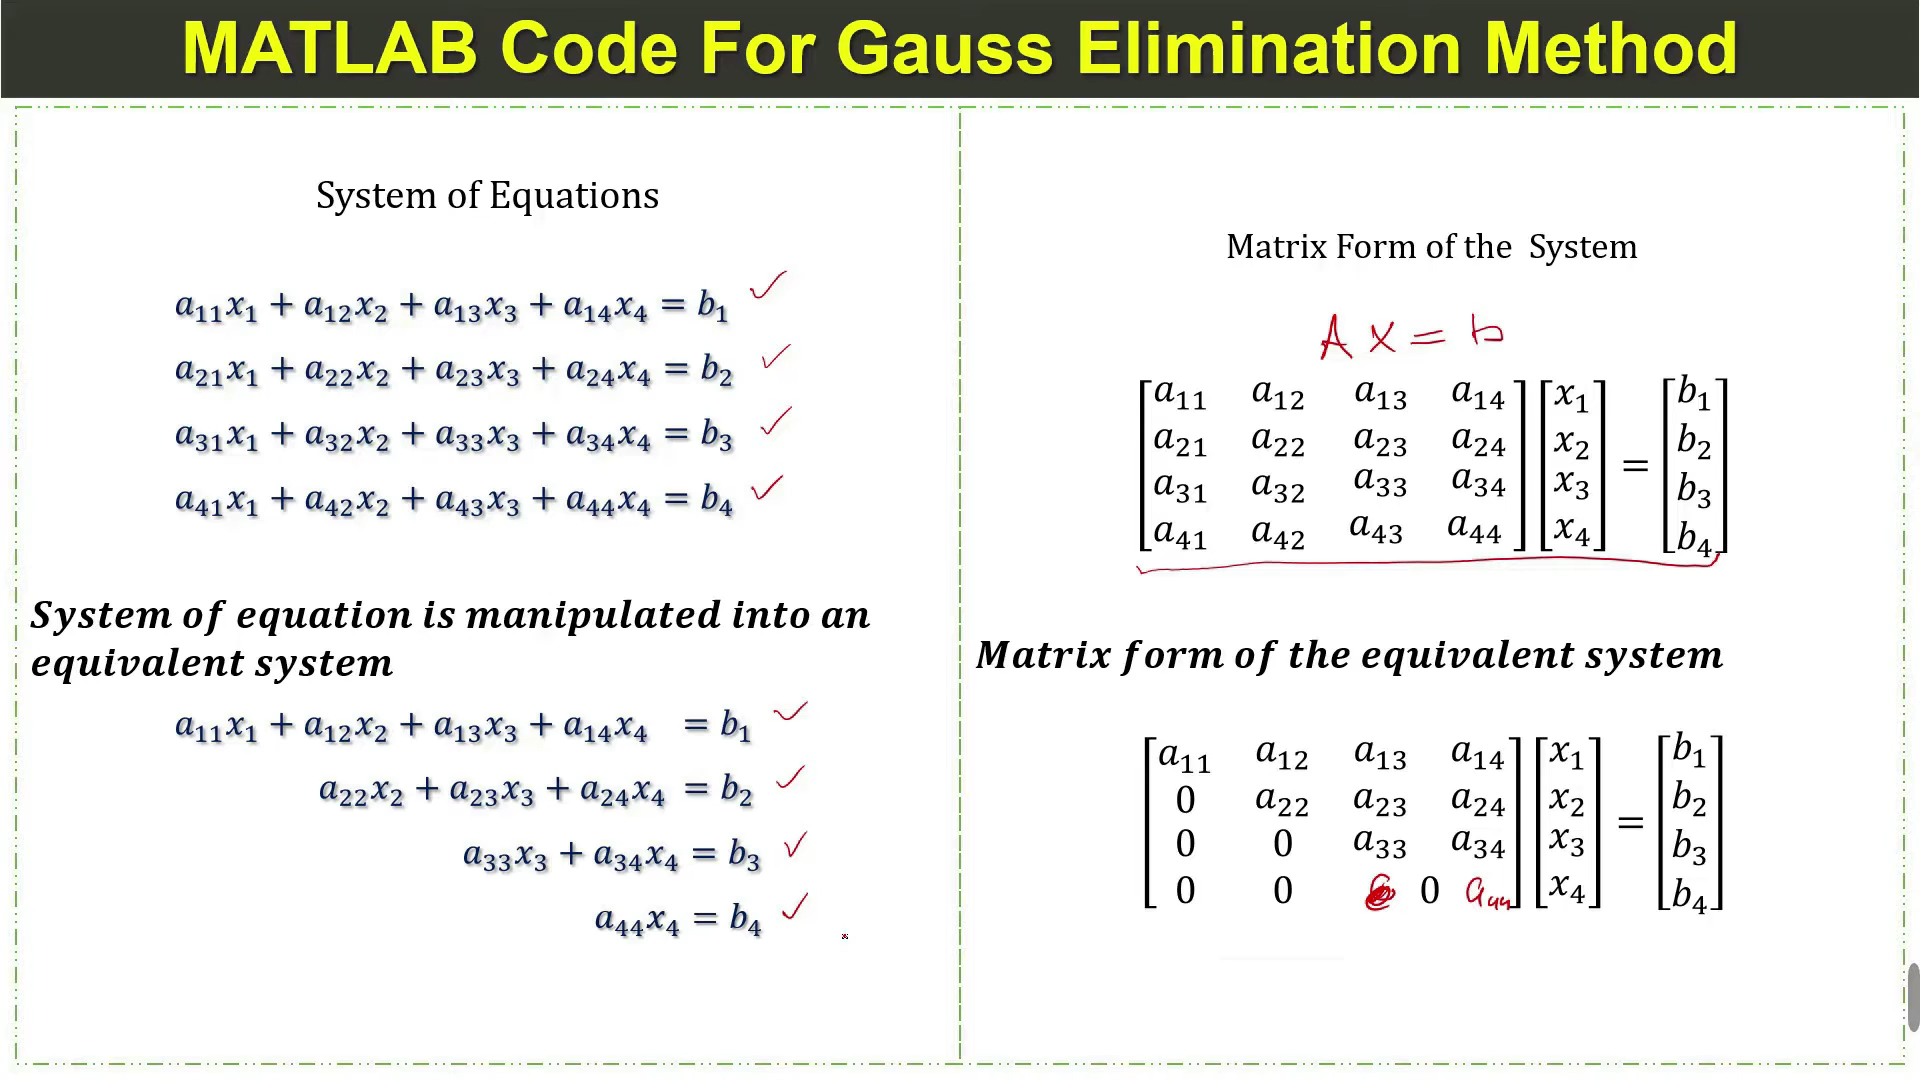 MATLAB Code For Gauss Elimination Method
System of Equations
a₁₁x₁ + a₁₂x₂ + a₁₃x₃ + a₁₄x₄ = b₁
a₂₁x₁ + a₂₂x₂ + a₂₃x₃ + a₂₄x₄ = b₂
a₃₁x₁ + a₃₂x₂ + a₃₃x₃ + a₃₄x₄ = b₃
a₄₁x₁ + a₄₂x₂ + a₄₃x₃ + a₄₄x₄ = b₄
System of equation is manipulated into an
equivalent system
a₁₁x₁ + a₁₂x₂ + a₁₃x₃ + a₁₄x₄ = b₁
a₂₂x₂ + a₂₃x₃ + a₂₄x₄ = b₂
a₃₃x₃ + a₃₄x₄ = b₃
a₄₄x₄ = b₄
Matrix Form of the System
A x = b
a₁₁ a₁₂ a₁₃ a₁₄ x₁ b₁
a₂₁ a₂₂ a₂₃ a₂₄ x₂ b₂
a₃₁ a₃₂ a₃₃ a₃₄ x₃ = b₃
a₄₁ a₄₂ a₄₃ a₄₄ x₄ b₄
Matrix form of the equivalent system
a₁₁ a₁₂ a₁₃ a₁₄ x₁ b₁
0 a₂₂ a₂₃ a₂₄ x₂ = b₂
0 0 a₃₃ a₃₄ x₃ b₃
0 0 0 a₄₄ x₄ b₄